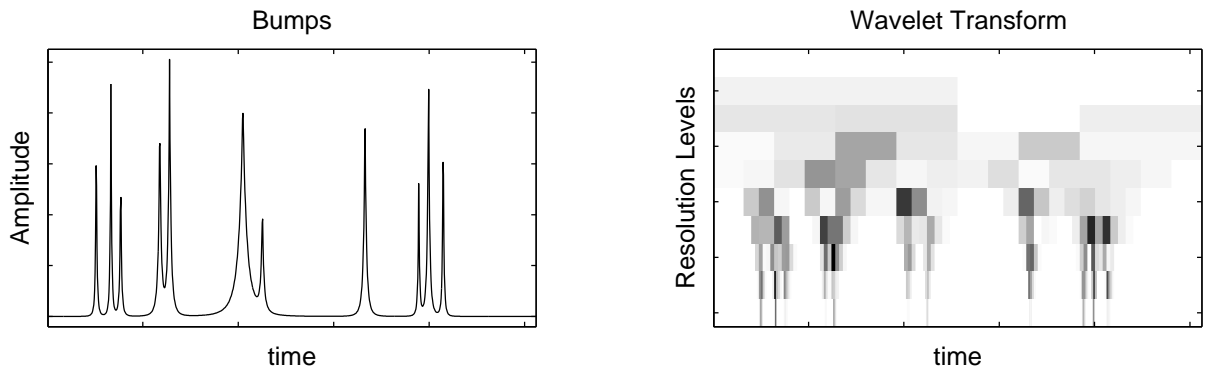 Bumps
Amplitude
time
Wavelet Transform
Resolution Levels
time